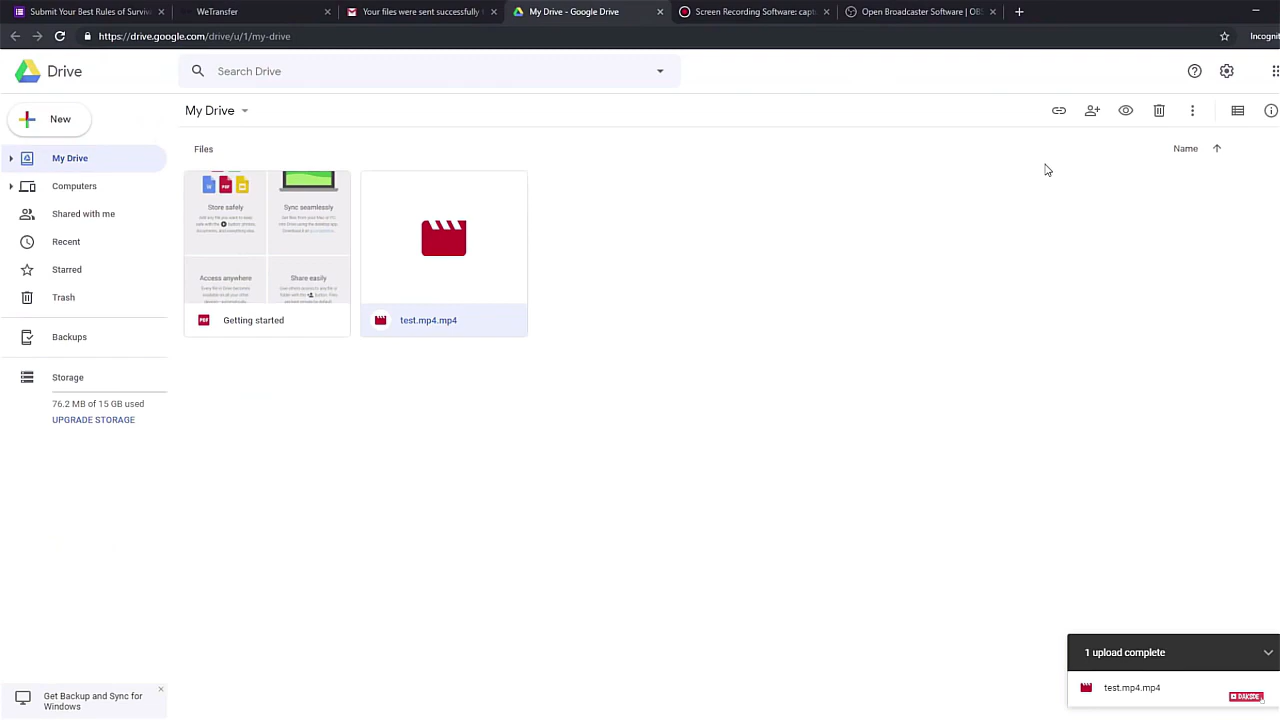 Submit Your Best Rules of Surviva
WeTransfer
Your files were sent successfully
My Drive - Google Drive
Screen Recording Software: capt
Open Broadcaster Software | OBS
https://drive.google.com/drive/u/1/my-drive
Incognit
Drive
Search Drive
New
My Drive
My Drive
Computers
Shared with me
Recent
Starred
Trash
Backups
Storage
76.2 MB of 15 GB used
UPGRADE STORAGE
Get Backup and Sync for
Windows
Files
Name
Store safely
Sync seamlessly
Access anywhere
Share easily
PDF
Getting started
test.mp4.mp4
1 upload complete
test.mp4.mp4